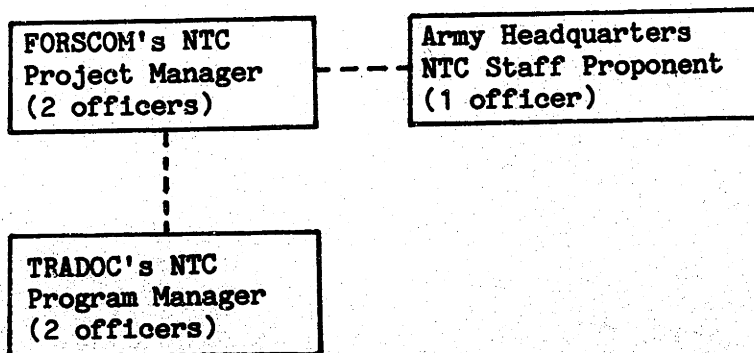 FORSCOM's NTC
Project Manager
(2 officers)
Army Headquarters
NTC Staff Proponent
(1 officer)
TRADOC's NTC
Program Manager
(2 officers)